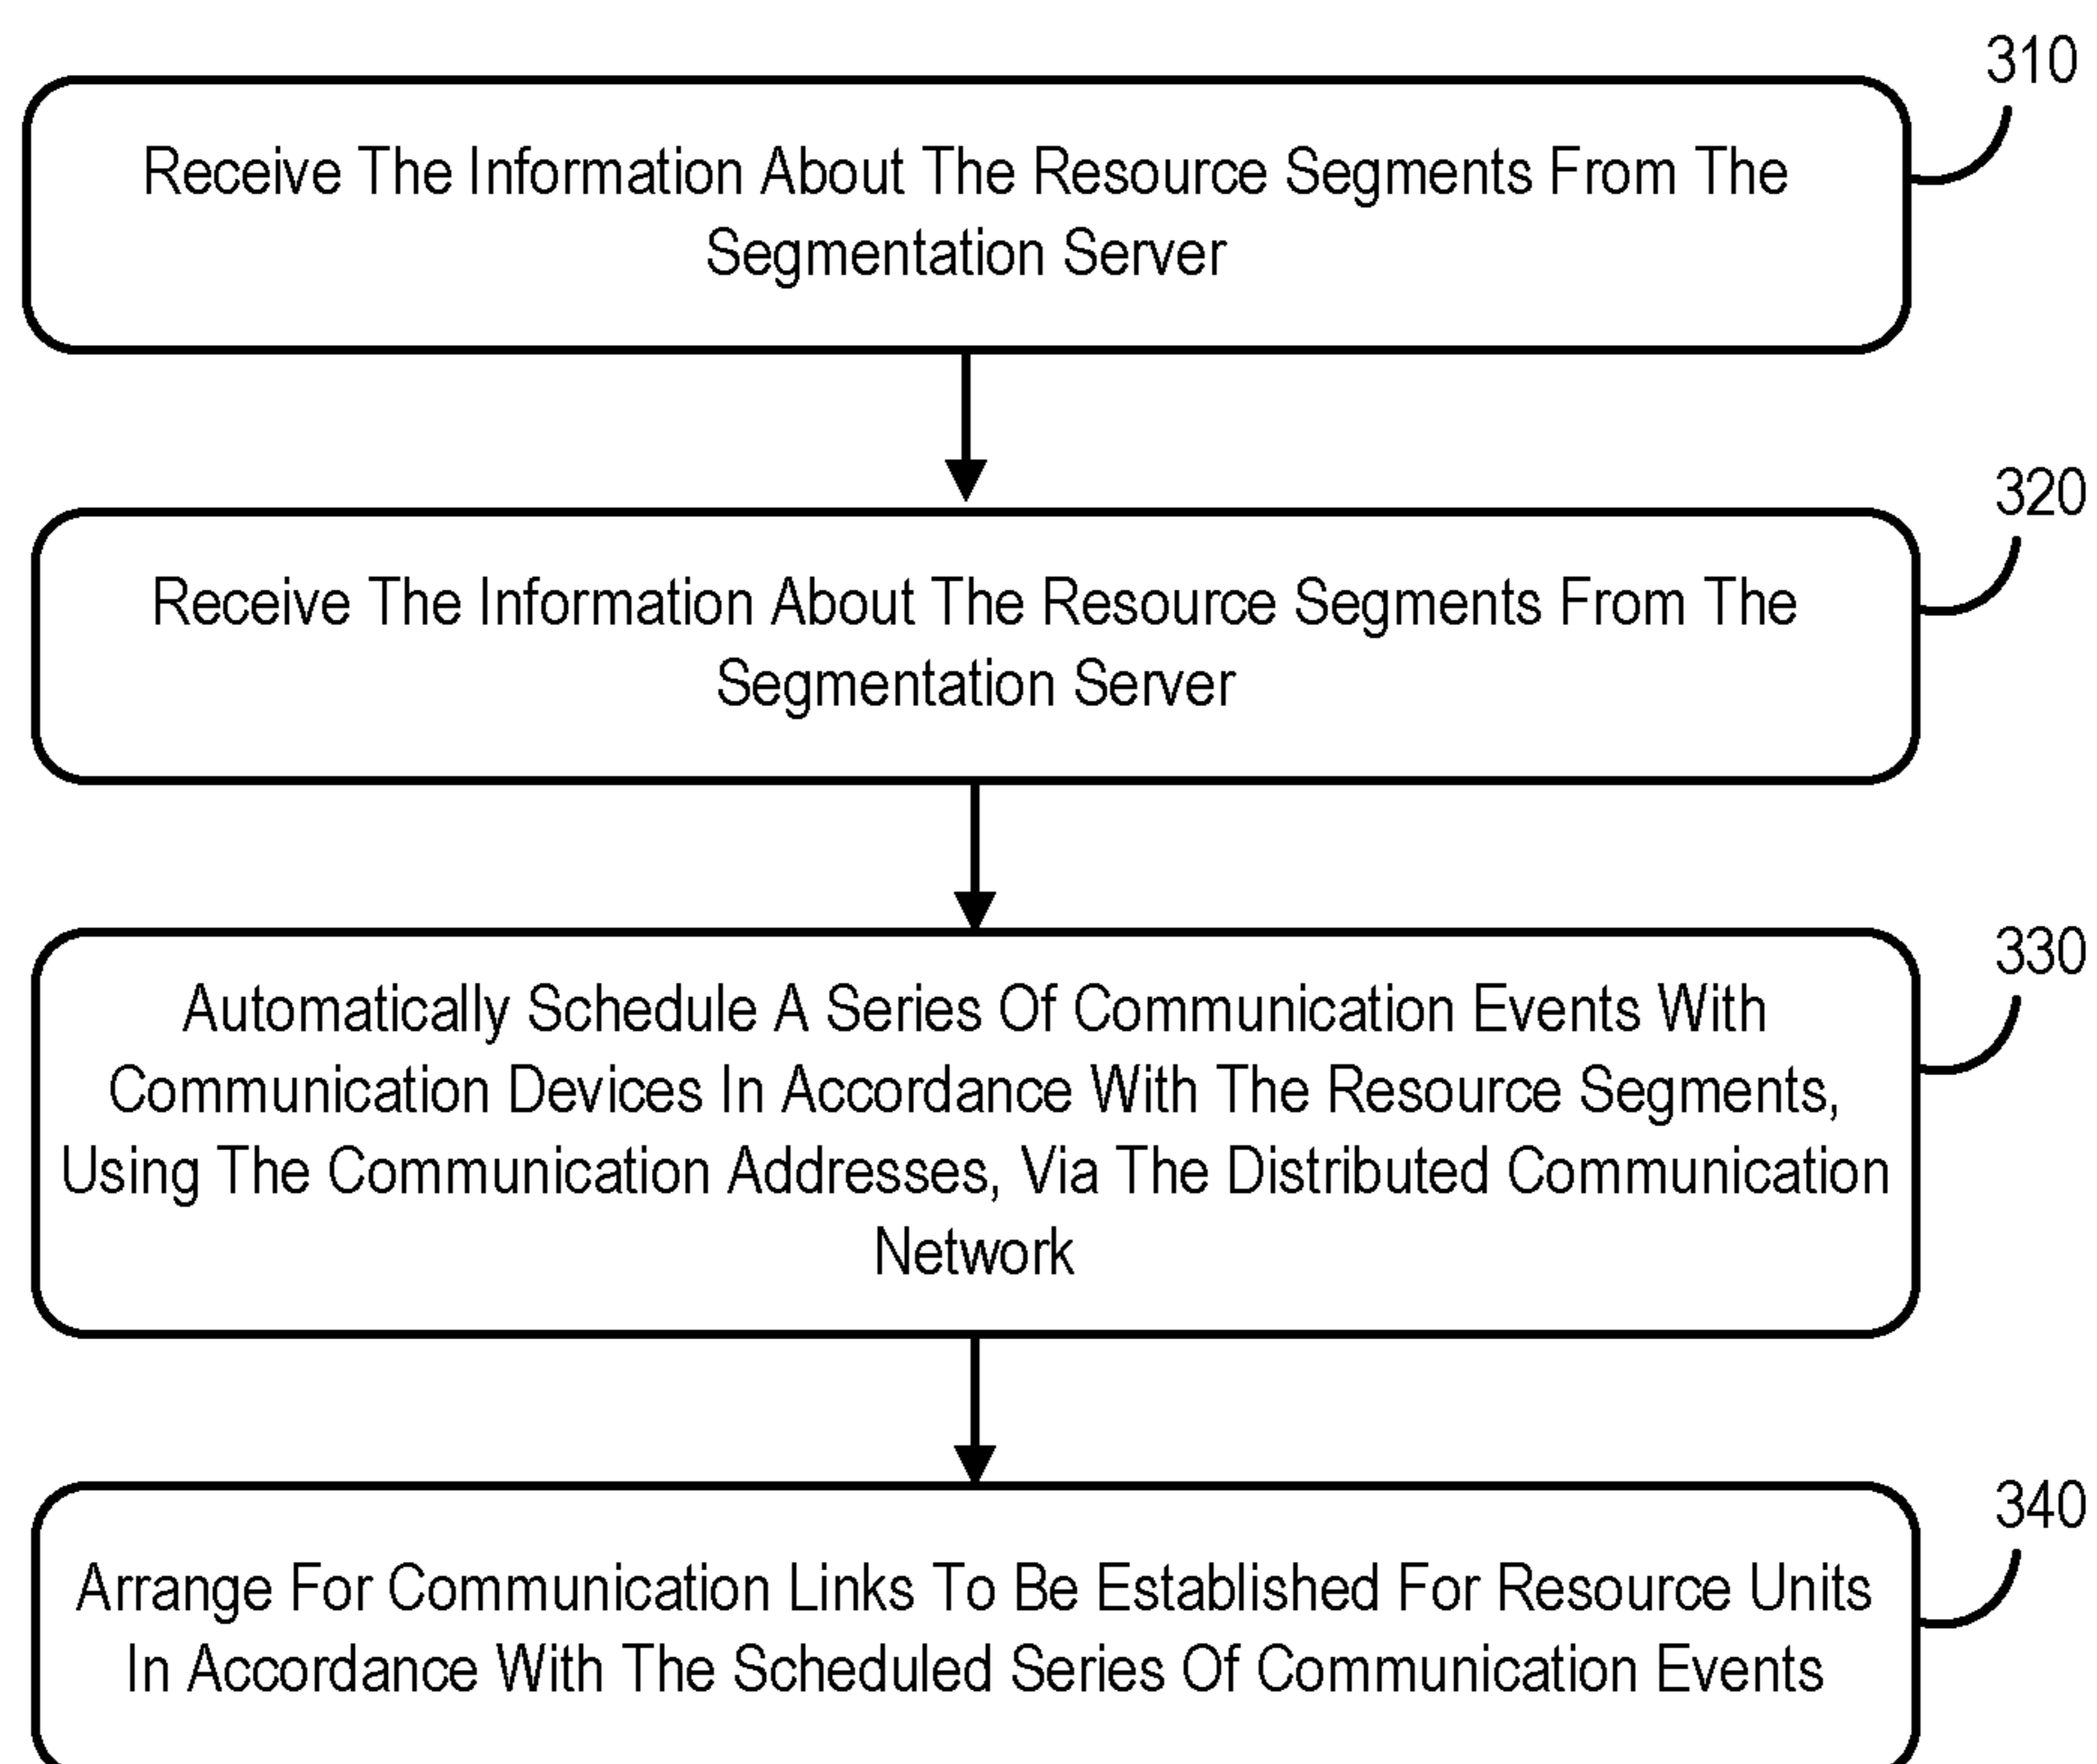 310
Receive The Information About The Resource Segments From The
Segmentation Server
320
Receive The Information About The Resource Segments From The
Segmentation Server
330
Automatically Schedule A Series Of Communication Events With
Communication Devices In Accordance With The Resource Segments,
Using The Communication Addresses, Via The Distributed Communication
Network
340
Arrange For Communication Links To Be Established For Resource Units
In Accordance With The Scheduled Series Of Communication Events